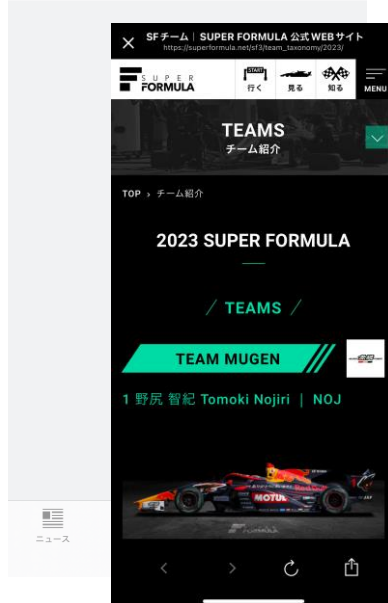 SFチーム｜SUPER FORMULA 公式WEBサイト
https://superformula.net/sf3/team_taxonomy/2023/
SUPER
FORMULA
START
行く 見る 知る MENU
TEAMS
チーム紹介
TOP › チーム紹介
2023 SUPER FORMULA
/ TEAMS /
TEAM MUGEN
1 野尻 智紀 Tomoki Nojiri | NOJ
MOTUL
FORMULA
ニュース